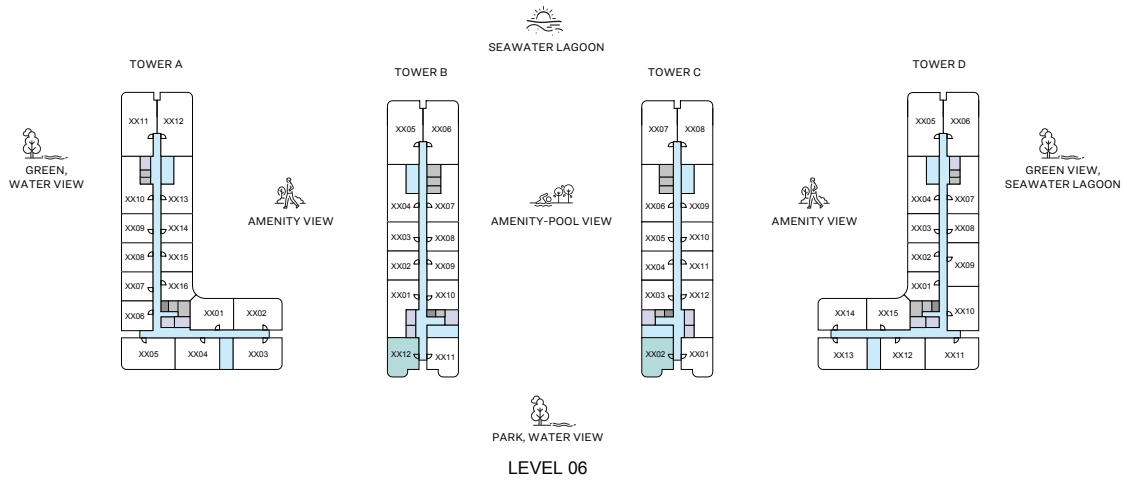 SEAWATER LAGOON
TOWER A
TOWER B
TOWER C
TOWER D
GREEN,
WATER VIEW
AMENITY VIEW
AMENITY-POOL VIEW
AMENITY VIEW
GREEN VIEW,
SEAWATER LAGOON
XX11 XX12
XX10 XX13
XX09 XX14
XX08 XX15
XX07 XX16
XX06 XX01 XX02
XX05 XX04 XX03
XX05 XX06
XX04 XX07
XX03 XX08
XX02 XX09
XX01 XX10
XX12 XX11
XX07 XX08
XX06 XX09
XX05 XX10
XX04 XX11
XX03 XX12
XX02 XX01
XX05 XX06
XX04 XX07
XX03 XX08
XX02 XX09
XX01
XX14 XX15 XX10
XX13 XX12 XX11
PARK, WATER VIEW
LEVEL 06